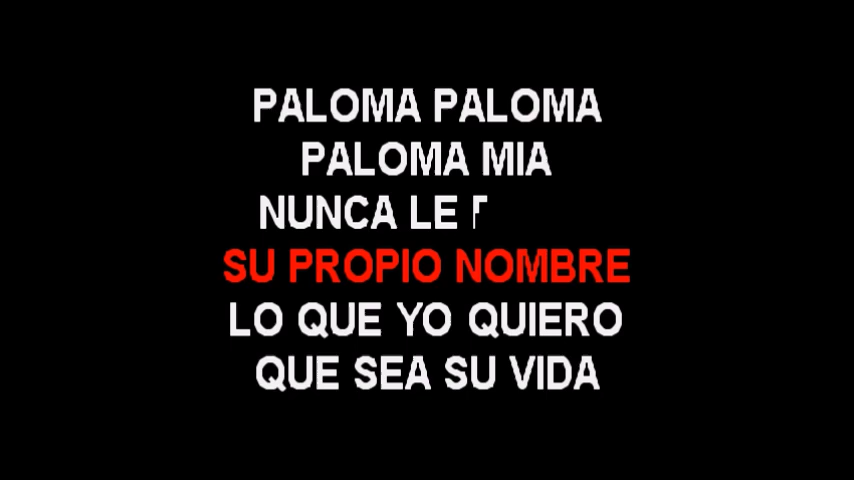 PALOMA PALOMA
PALOMA MIA
NUNCA LE
SU PROPIO NOMBRE
LO QUE YO QUIERO
QUE SEA SU VIDA